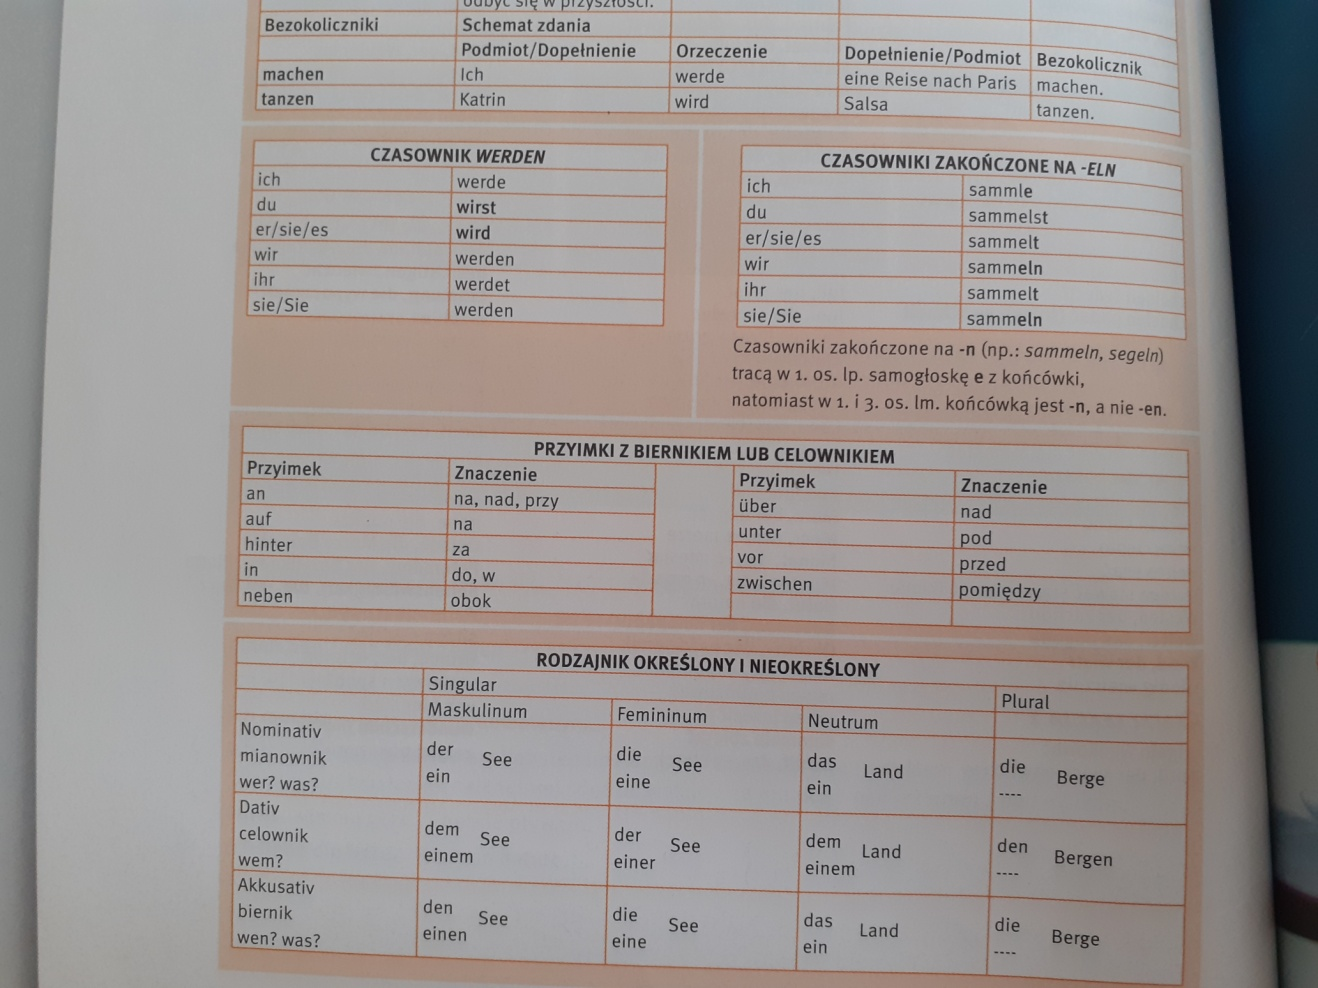 odbyć się w przyszłości.
Bezokoliczniki Schemat zdania
Podmiot/Dopełnienie Orzeczenie Dopełnienie/Podmiot Bezokolicznik
machen Ich werde eine Reise nach Paris machen.
tanzen Katrin wird Salsa tanzen.
CZASOWNIK WERDEN
ich werde
du wirst
er/sie/es wird
wir werden
ihr werdet
sie/Sie werden
CZASOWNIKI ZAKOŃCZONE NA -ELN
ich sammle
du sammelst
er/sie/es sammelt
wir sammeln
ihr sammelt
sie/Sie sammeln
Czasowniki zakończone na -n (np.: sammeln, segeln)
tracą w 1. os. lp. samogłoskę e z końcówki,
natomiast w 1. i 3. os. lm. końcówką jest -n, a nie -en.
PRZYIMKI Z BIERNIKIEM LUB CELOWNIKIEM
Przyimek Znaczenie
an na, nad, przy
auf na
hinter za
in do, w
neben obok
Przyimek Znaczenie
über nad
unter pod
vor przed
zwischen pomiędzy
RODZAJNIK OKREŚLONY I NIEOKREŚLONY
Singular Plural
Maskulinum Femininum Neutrum
Nominativ
mianownik
wer? was?
der
ein
See
die
eine
See
das
ein
Land
die
----
Berge
Dativ
celownik
wem?
dem
einem
See
der
einer
See
dem
einem
Land
den
----
Bergen
Akkusativ
biernik
wen? was?
den
einen
See
die
eine
See
das
ein
Land
die
----
Berge